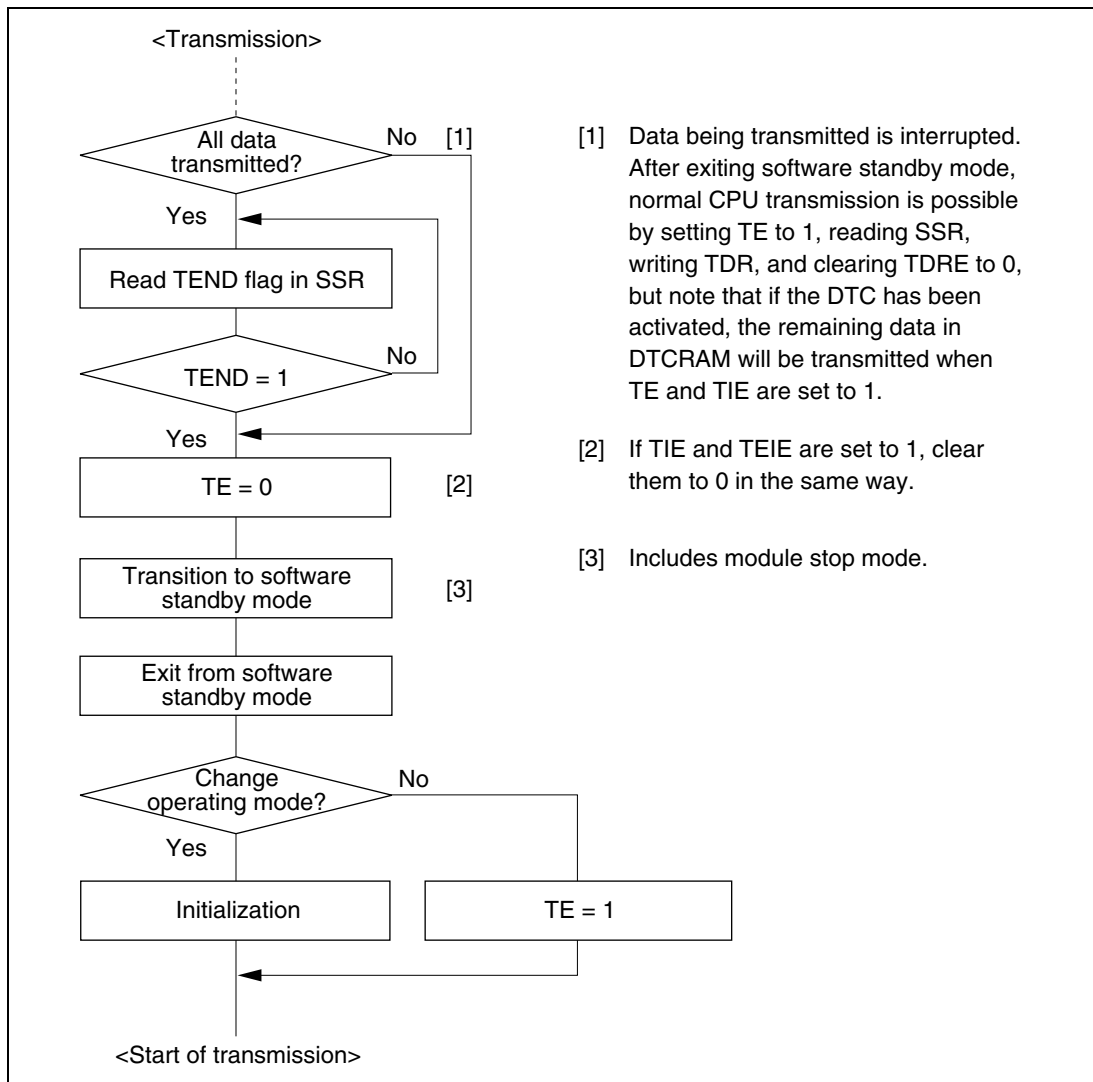 <Transmission>
All data
transmitted?
No
[1]
Yes
Read TEND flag in SSR
TEND = 1
No
Yes
TE = 0
[2]
Transition to software
standby mode
[3]
Exit from software
standby mode
Change
operating mode?
No
Yes
Initialization
TE = 1
<Start of transmission>
[1] Data being transmitted is interrupted.
After exiting software standby mode,
normal CPU transmission is possible
by setting TE to 1, reading SSR,
writing TDR, and clearing TDRE to 0,
but note that if the DTC has been
activated, the remaining data in
DTCRAM will be transmitted when
TE and TIE are set to 1.
[2] If TIE and TEIE are set to 1, clear
them to 0 in the same way.
[3] Includes module stop mode.